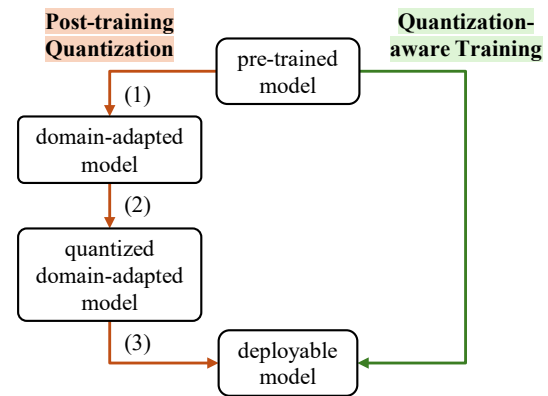 Post-training
Quantization
Quantization-
aware Training
pre-trained
model
(1)
domain-adapted
model
(2)
quantized
domain-adapted
model
(3)
deployable
model